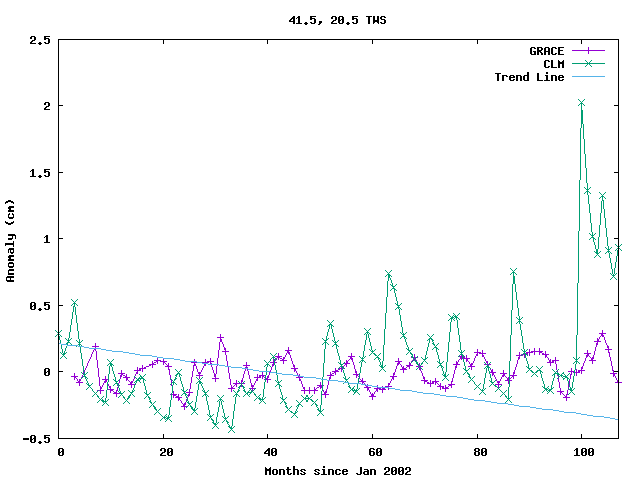 41.5, 20.5 TWS
GRACE
CLM
Trend Line
2.5
2
1.5
1
0.5
0
-0.5
Anomaly (cm)
0 20 40 60 80 100
Months since Jan 2002